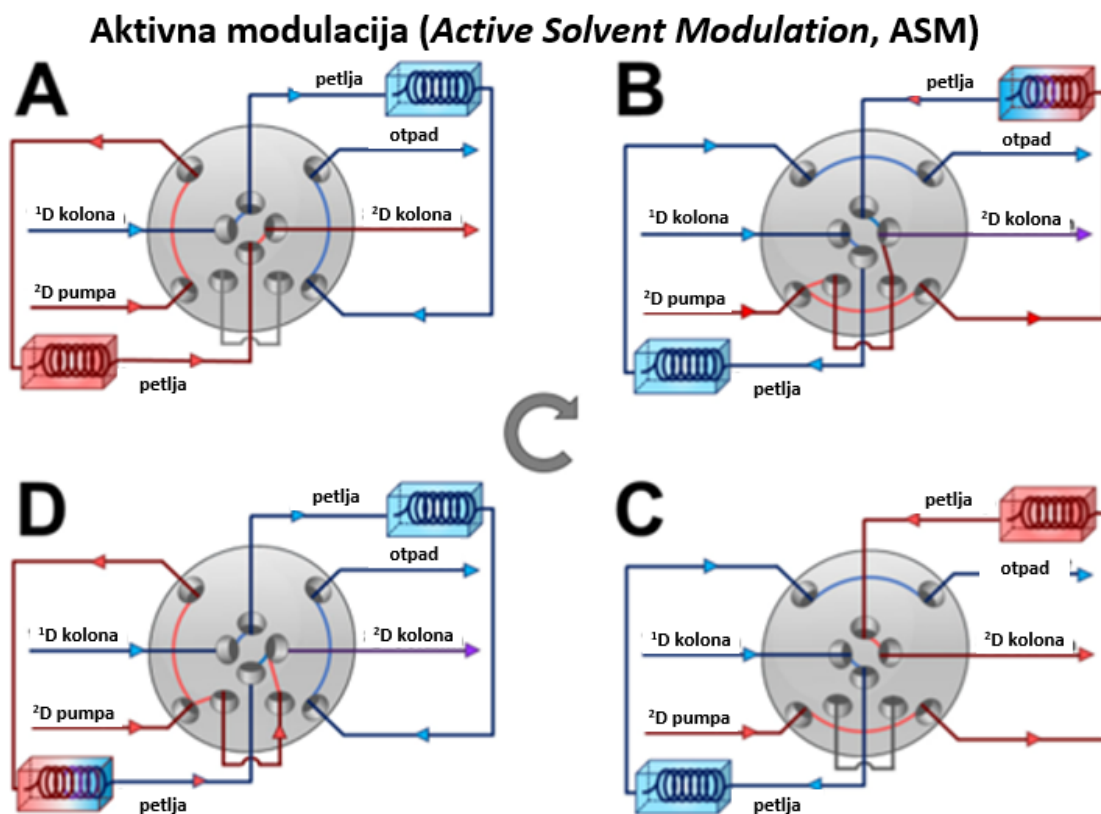 Aktivna modulacija (Active Solvent Modulation, ASM)
A
petlja
otpad
¹D kolona
²D kolona
²D pumpa
petlja
B
petlja
otpad
¹D kolona
²D kolona
²D pumpa
petlja
D
petlja
otpad
¹D kolona
²D kolona
²D pumpa
petlja
C
petlja
otpad
¹D kolona
²D kolona
²D pumpa
petlja